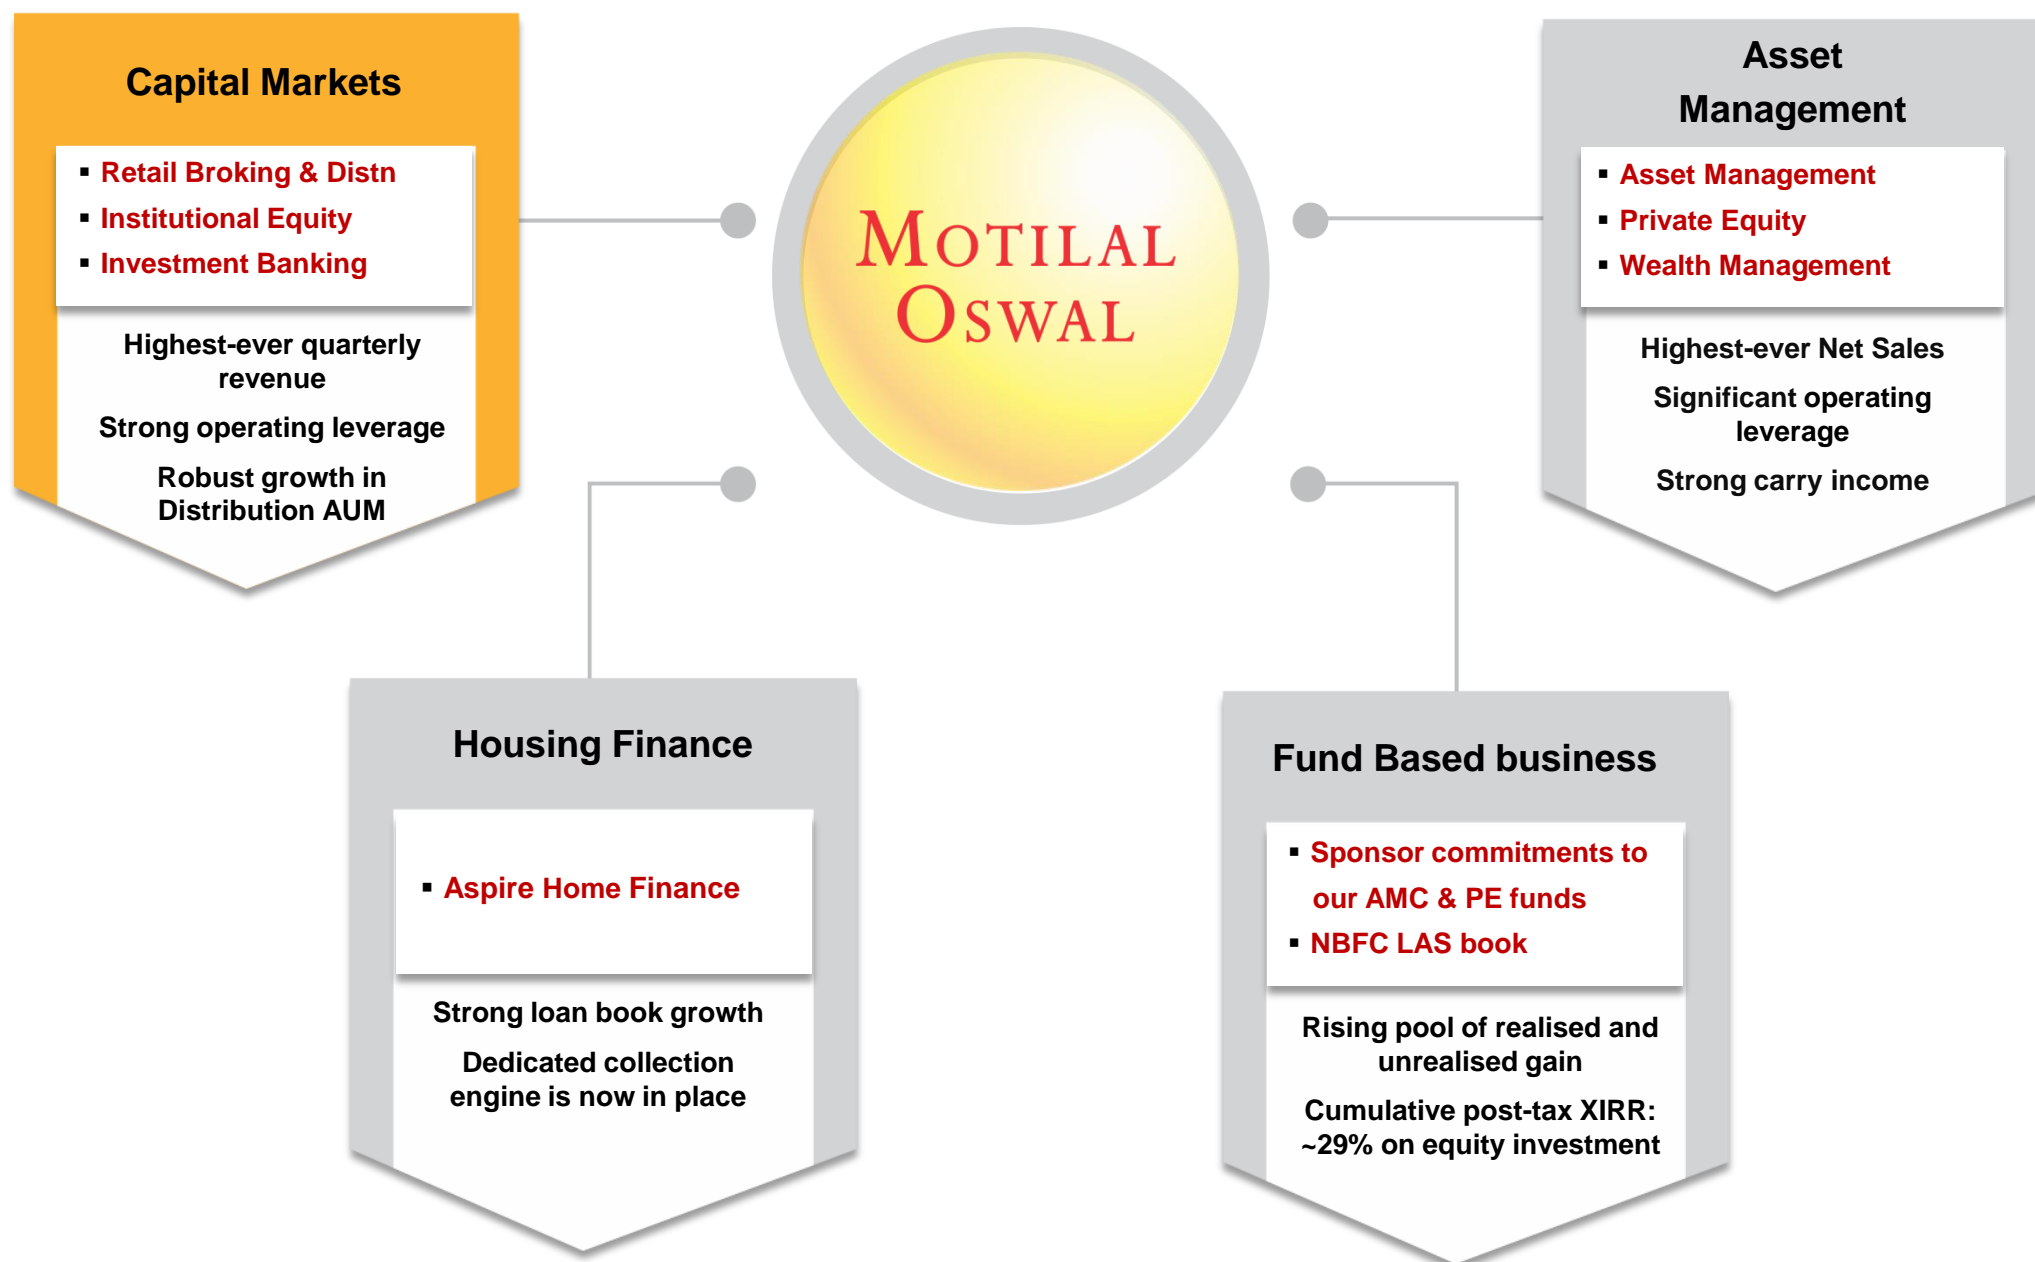 Capital Markets
▪ Retail Broking & Distn
▪ Institutional Equity
▪ Investment Banking
Highest-ever quarterly
revenue
Strong operating leverage
Robust growth in
Distribution AUM
MOTILAL
OSWAL
Asset
Management
▪ Asset Management
▪ Private Equity
▪ Wealth Management
Highest-ever Net Sales
Significant operating
leverage
Strong carry income
Housing Finance
▪ Aspire Home Finance
Strong loan book growth
Dedicated collection
engine is now in place
Fund Based business
▪ Sponsor commitments to
our AMC & PE funds
▪ NBFC LAS book
Rising pool of realised and
unrealised gain
Cumulative post-tax XIRR:
~29% on equity investment